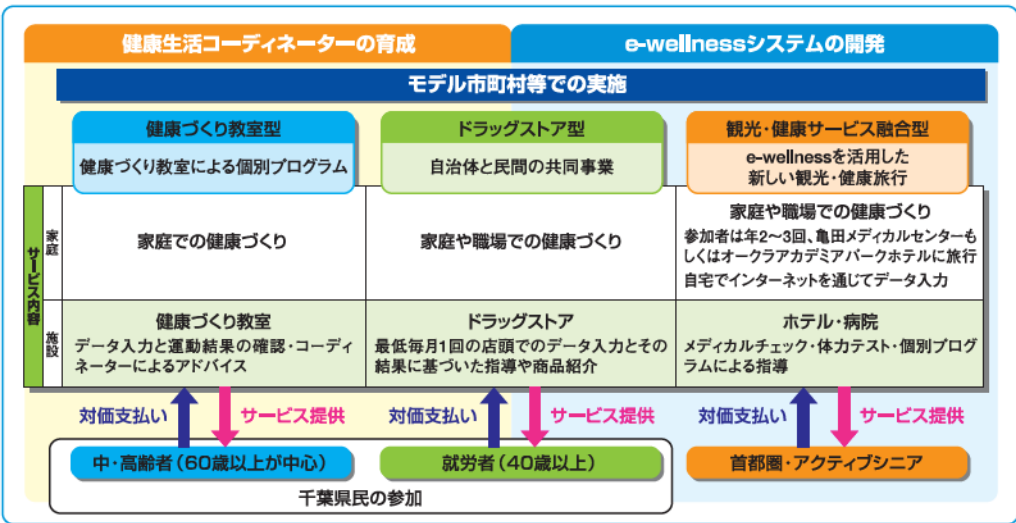 健康生活コーディネーターの育成
e-wellnessシステムの開発
モデル市町村等での実施
健康づくり教室型
健康づくり教室による個別プログラム
ドラッグストア型
自治体と民間の共同事業
観光・健康サービス融合型
e-wellnessを活用した
新しい観光・健康旅行
サービス内容
家庭
家庭での健康づくり
家庭や職場での健康づくり
家庭や職場での健康づくり
参加者は年2〜3回、亀田メディカルセンターも
しくはオークラアカデミアパークホテルに旅行
自宅でインターネットを通じてデータ入力
施設
健康づくり教室
データ入力と運動結果の確認・コーディ
ネーターによるアドバイス
ドラッグストア
最低毎月1回の店頭でのデータ入力とその
結果に基づいた指導や商品紹介
ホテル・病院
メディカルチェック・体力テスト・個別プログ
ラムによる指導
対価支払い
サービス提供
対価支払い
サービス提供
対価支払い
サービス提供
中・高齢者(60歳以上が中心)
就労者(40歳以上)
首都圏・アクティブシニア
千葉県民の参加